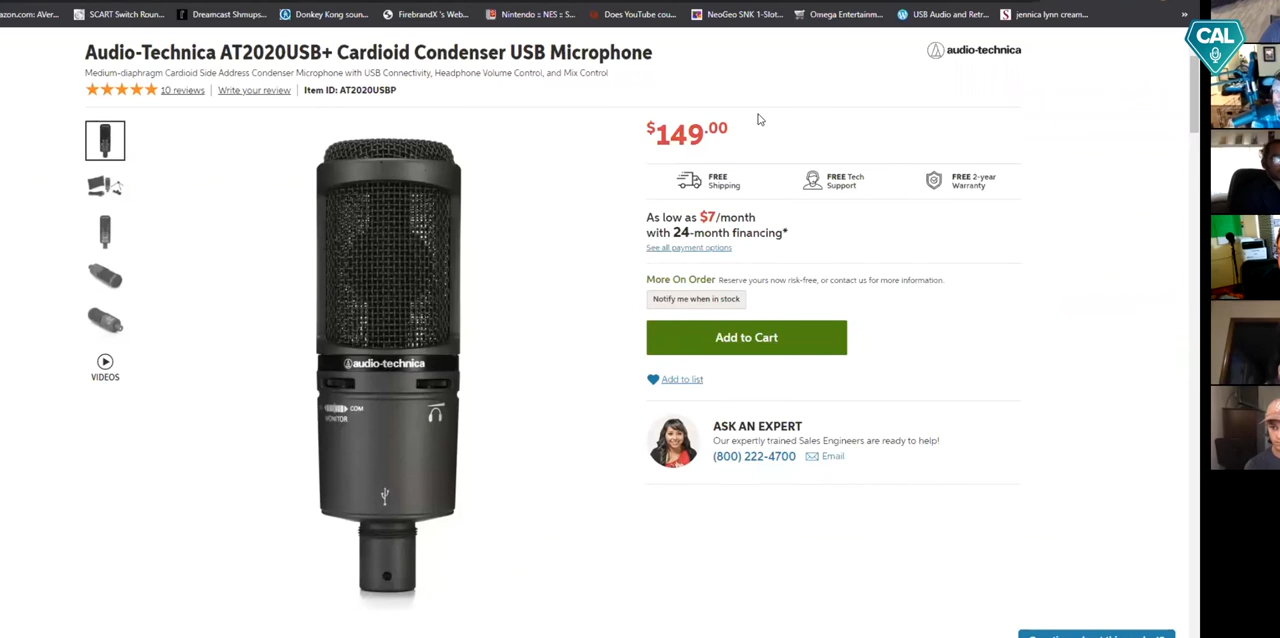 azon.com: AVer...
SCART Switch Roun...
Dreamcast Shmups...
Donkey Kong soun...
FirebrandX 's Web...
Nintendo :: NES :: S...
Does YouTube cou...
NeoGeo SNK 1-Slot...
Omega Entertainm...
USB Audio and Retr...
jennica lynn cream...
»
CAL
Audio-Technica AT2020USB+ Cardioid Condenser USB Microphone
audio-technica
Medium-diaphragm Cardioid Side Address Condenser Microphone with USB Connectivity, Headphone Volume Control, and Mix Control
10 reviews | Write your review | Item ID: AT2020USBP
$149.00
FREE
Shipping
FREE Tech
Support
FREE 2-year
Warranty
As low as $7/month
with 24-month financing*
See all payment options
More On Order Reserve yours now risk-free, or contact us for more information.
Notify me when in stock
Add to Cart
Add to list
VIDEOS
audio-technica
COM
MONITOR
ASK AN EXPERT
Our expertly trained Sales Engineers are ready to help!
(800) 222-4700 Email